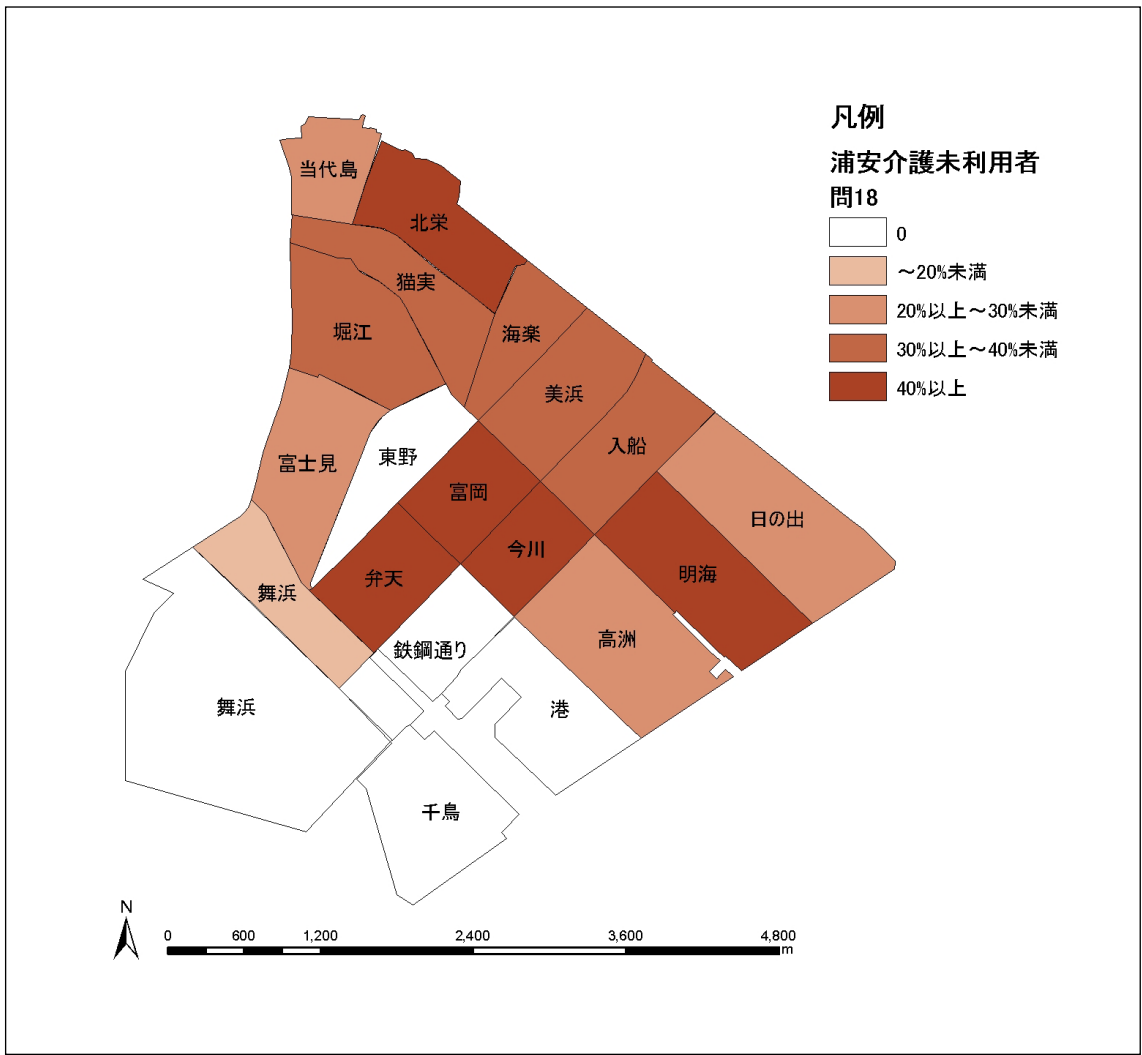 凡例
浦安介護未利用者
問18
0
～20%未満
20%以上～30%未満
30%以上～40%未満
40%以上
当代島
北栄
猫実
堀江
海楽
美浜
入船
東野
富士見
富岡
日の出
今川
弁天
明海
舞浜
高洲
鉄鋼通り
舞浜
港
千鳥
N
0 600 1,200 2,400 3,600 4,800
m